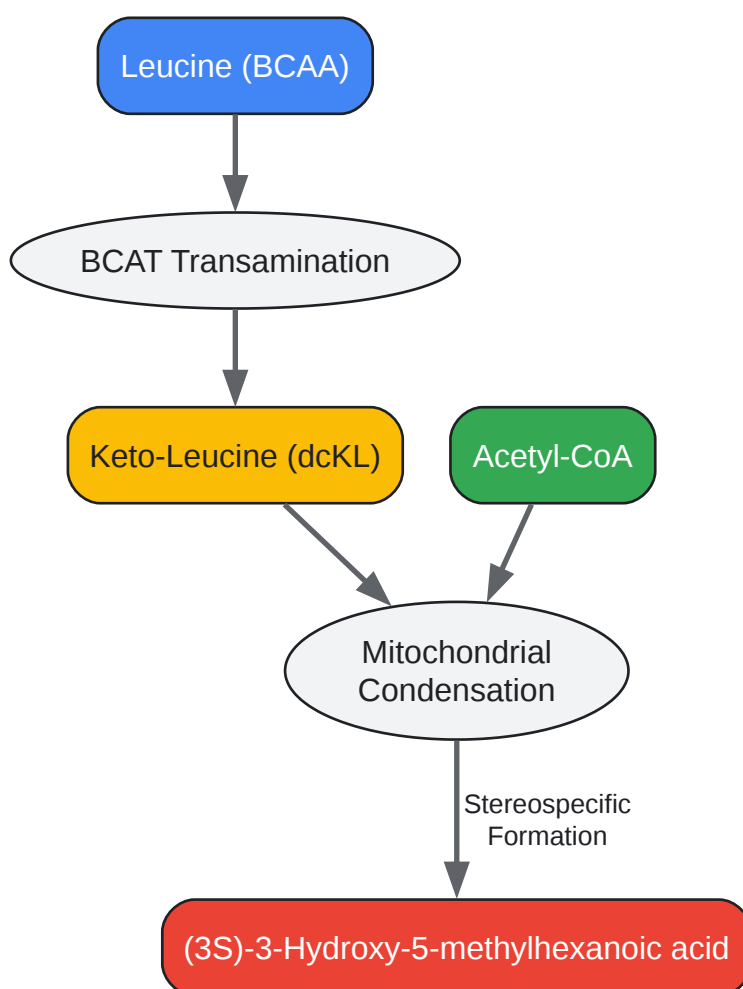 Leucine (BCAA)
BCAT Transamination
Keto-Leucine (dcKL)
Acetyl-CoA
Mitochondrial
Condensation
Stereospecific
Formation
(3S)-3-Hydroxy-5-methylhexanoic acid